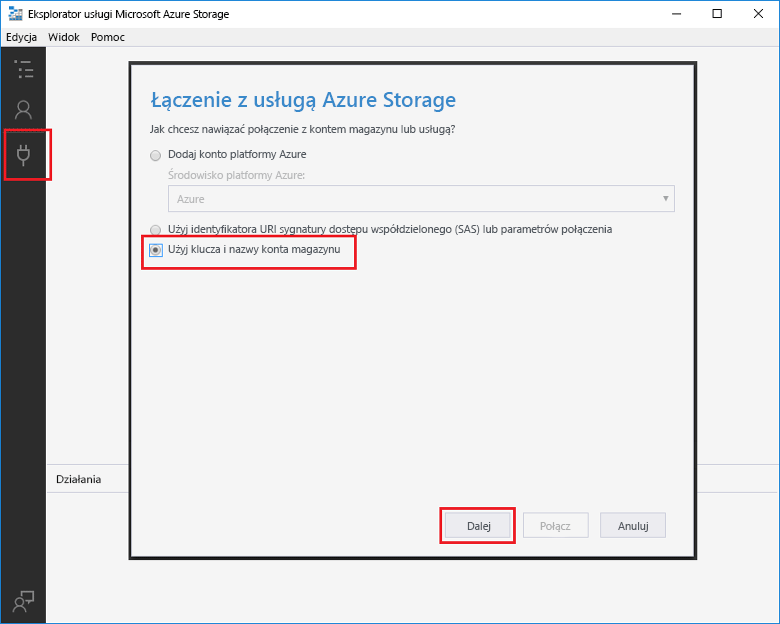 Eksplorator usługi Microsoft Azure Storage
Edycja Widok Pomoc
Łączenie z usługą Azure Storage
Jak chcesz nawiązać połączenie z kontem magazynu lub usługą?
Dodaj konto platformy Azure
Środowisko platformy Azure:
Azure
Użyj identyfikatora URI sygnatury dostępu współdzielonego (SAS) lub parametrów połączenia
Użyj klucza i nazwy konta magazynu
Działania
Dalej Połącz Anuluj